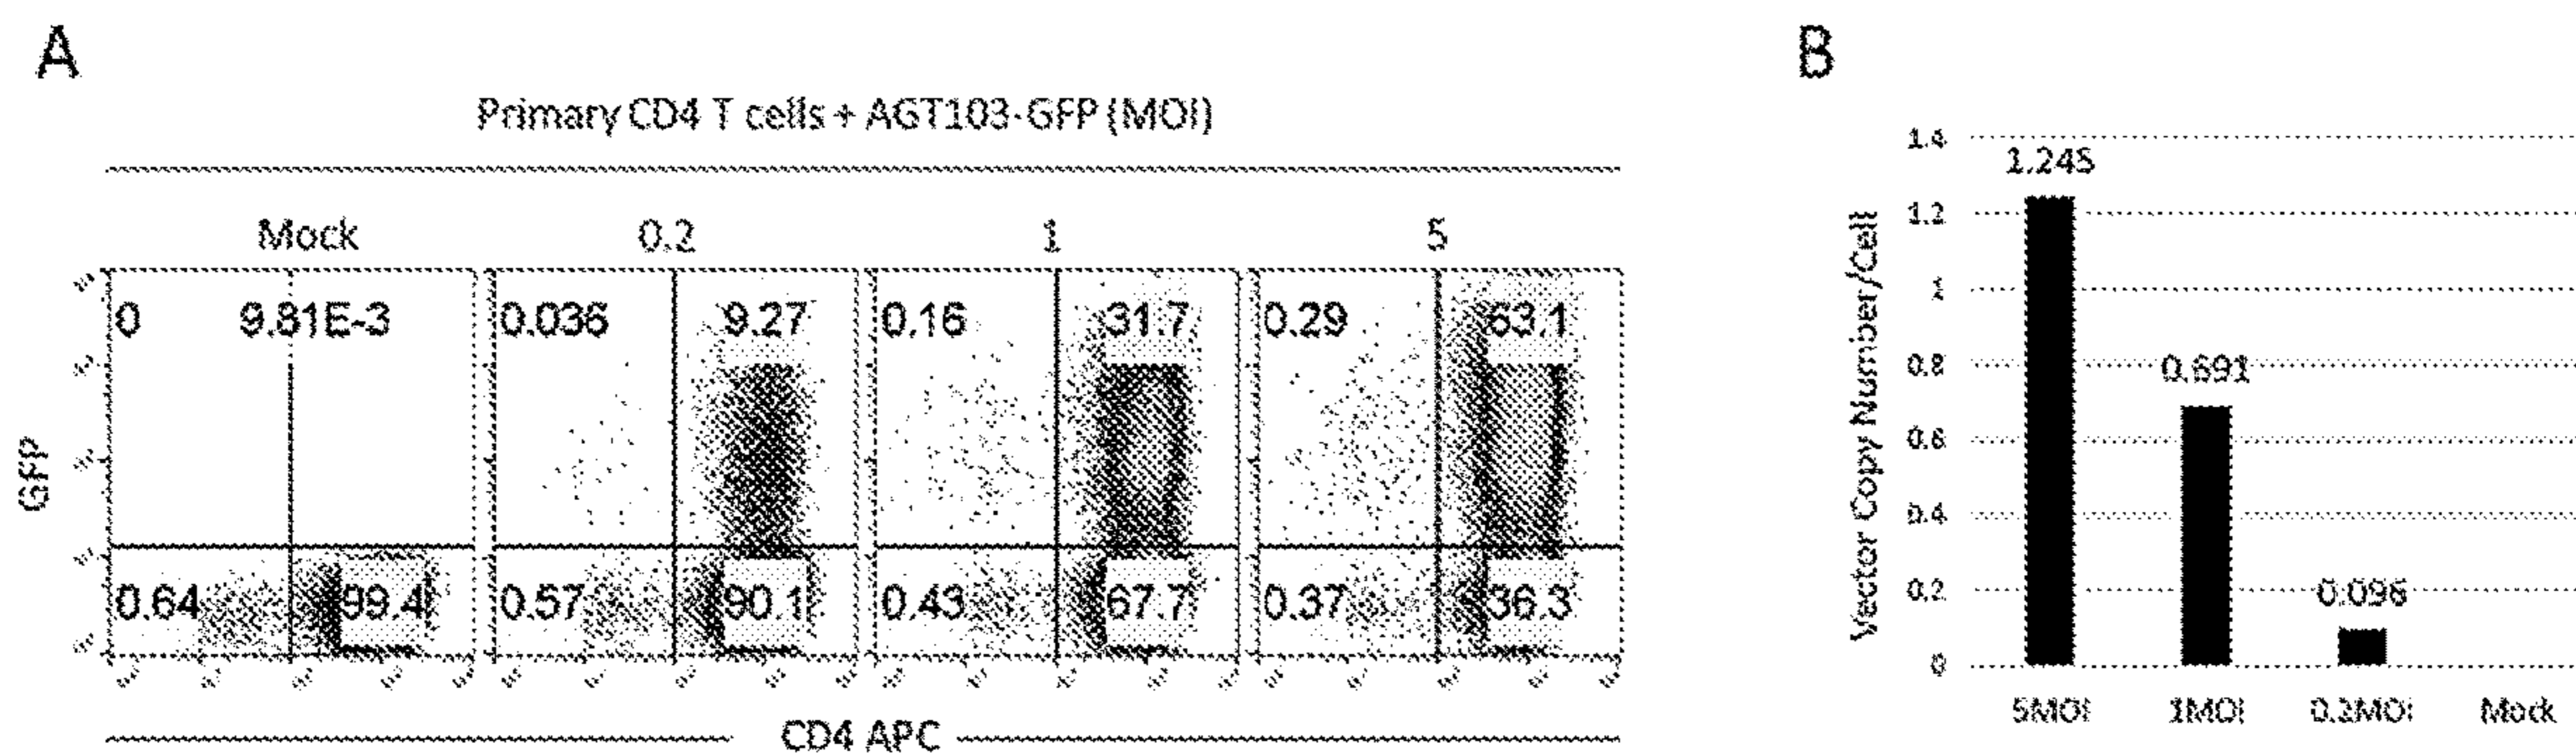 A
Primary CD4 T cells + AGT103-GFP (MOI)
Mock 0.2 1 5
0 9.81E-3 0.036 9.27 0.16 31.7 0.29 63.1
0.64 99.4 0.57 90.1 0.43 67.7 0.37 36.3
GFP
CD4 APC
B
Vector Copy Number/Cell
1.4
1.2
1
0.8
0.6
0.4
0.2
0
1.245
0.691
0.096
5MOI 1MOI 0.2MOI Mock